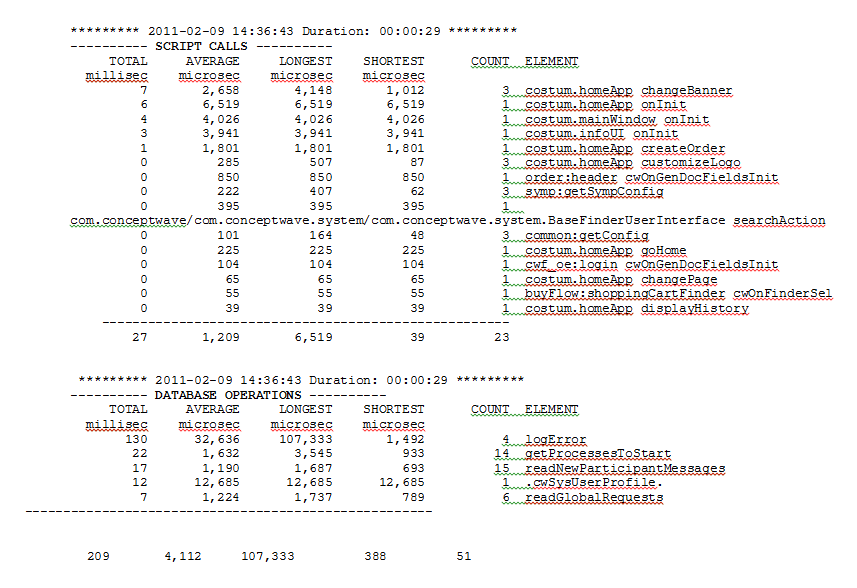 ********* 2011-02-09 14:36:43 Duration: 00:00:29 *********
---------- SCRIPT CALLS ----------
TOTAL AVERAGE LONGEST SHORTEST COUNT ELEMENT
millisec microsec microsec microsec
7 2,658 4,148 1,012 3 costum.homeApp changeBanner
6 6,519 6,519 6,519 1 costum.homeApp onInit
4 4,026 4,026 4,026 1 costum.mainWindow onInit
3 3,941 3,941 3,941 1 costum.infoUI onInit
1 1,801 1,801 1,801 1 costum.homeApp createOrder
0 285 507 87 3 costum.homeApp customizeLogo
0 850 850 850 1 order:header cwOnGenDocFieldsInit
0 222 407 62 3 symp:getSympConfig
0 395 395 395 1
com.conceptwave/com.conceptwave.system/com.conceptwave.system.BaseFinderUserInterface searchAction
0 101 164 48 3 common:getConfig
0 225 225 225 1 costum.homeApp goHome
0 104 104 104 1 cwf_oe:login cwOnGenDocFieldsInit
0 65 65 65 1 costum.homeApp changePage
0 55 55 55 1 buyFlow:shoppingCartFinder cwOnFinderSel
0 39 39 39 1 costum.homeApp displayHistory
-----------------------------------------------------
27 1,209 6,519 39 23
********* 2011-02-09 14:36:43 Duration: 00:00:29 *********
---------- DATABASE OPERATIONS ----------
TOTAL AVERAGE LONGEST SHORTEST COUNT ELEMENT
millisec microsec microsec microsec
130 32,636 107,333 1,492 4 logError
22 1,632 3,545 933 14 getProcessesToStart
17 1,190 1,687 693 15 readNewParticipantMessages
12 12,685 12,685 12,685 1 .cwSysUserProfile.
7 1,224 1,737 789 6 readGlobalRequests
-----------------------------------------------------
209 4,112 107,333 388 51